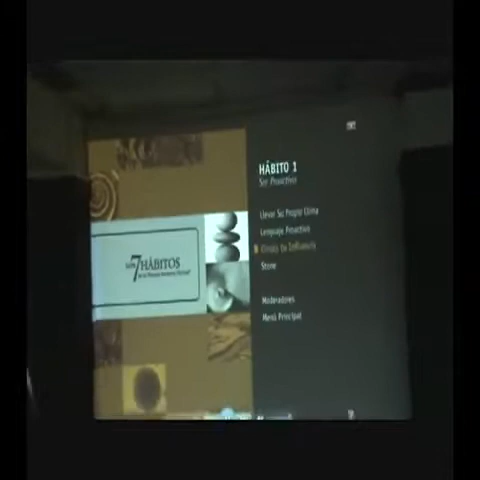 HÁBITO 1
Ser Proactivo
Llevar Su Propio Clima
Lenguaje Proactivo
Círculo de Influencia
Stone
Moderadores
Menú Principal
LOS 7 HÁBITOS